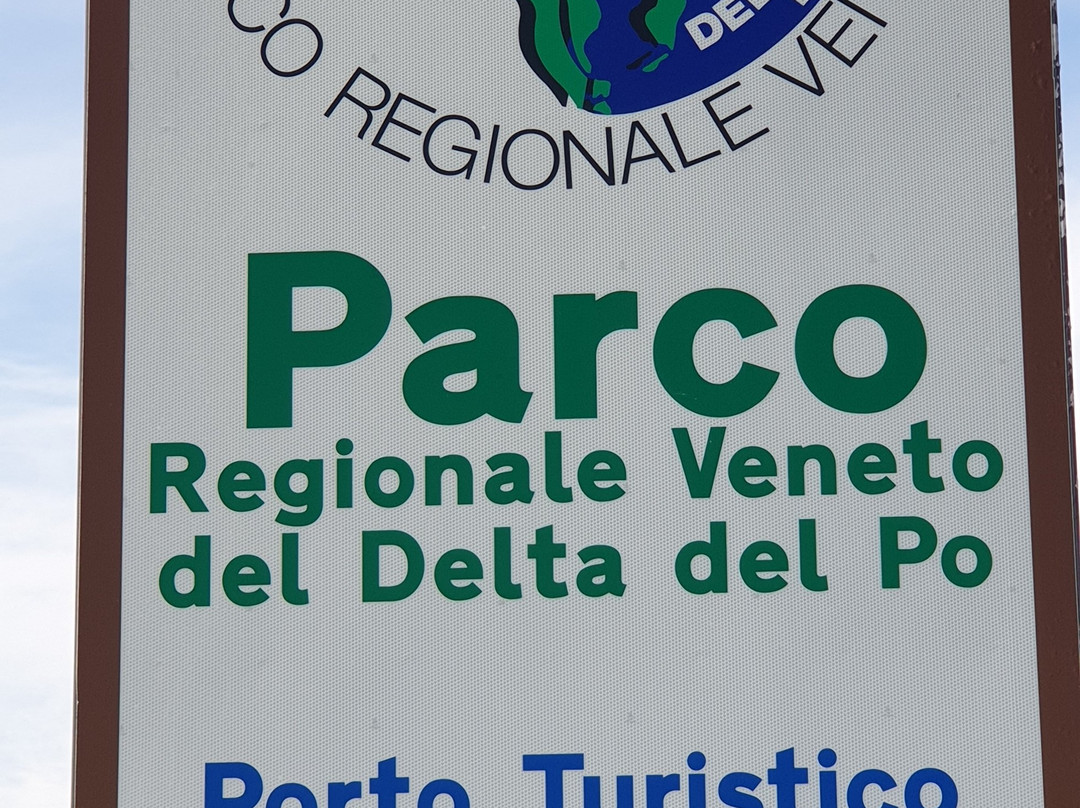 REGIONALE
Parco
Regionale Veneto
del Delta del Po
Porto Turistico